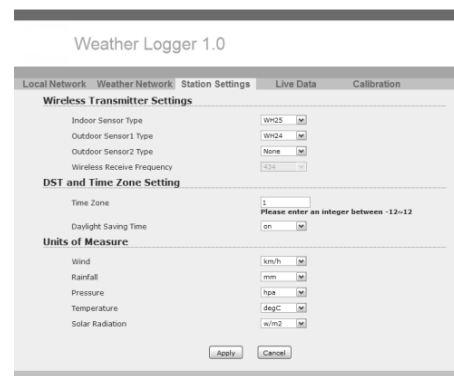 Weather Logger 1.0
Local Network Weather Network Station Settings Live Data Calibration
Wireless Transmitter Settings
Indoor Sensor Type WH25
Outdoor Sensor1 Type WH24
Outdoor Sensor2 Type None
Wireless Receive Frequency 434
DST and Time Zone Setting
Time Zone 1
Please enter an integer between -12~12
Daylight Saving Time on
Units of Measure
Wind km/h
Rainfall mm
Pressure hpa
Temperature degC
Solar Radiation w/m2
Apply Cancel